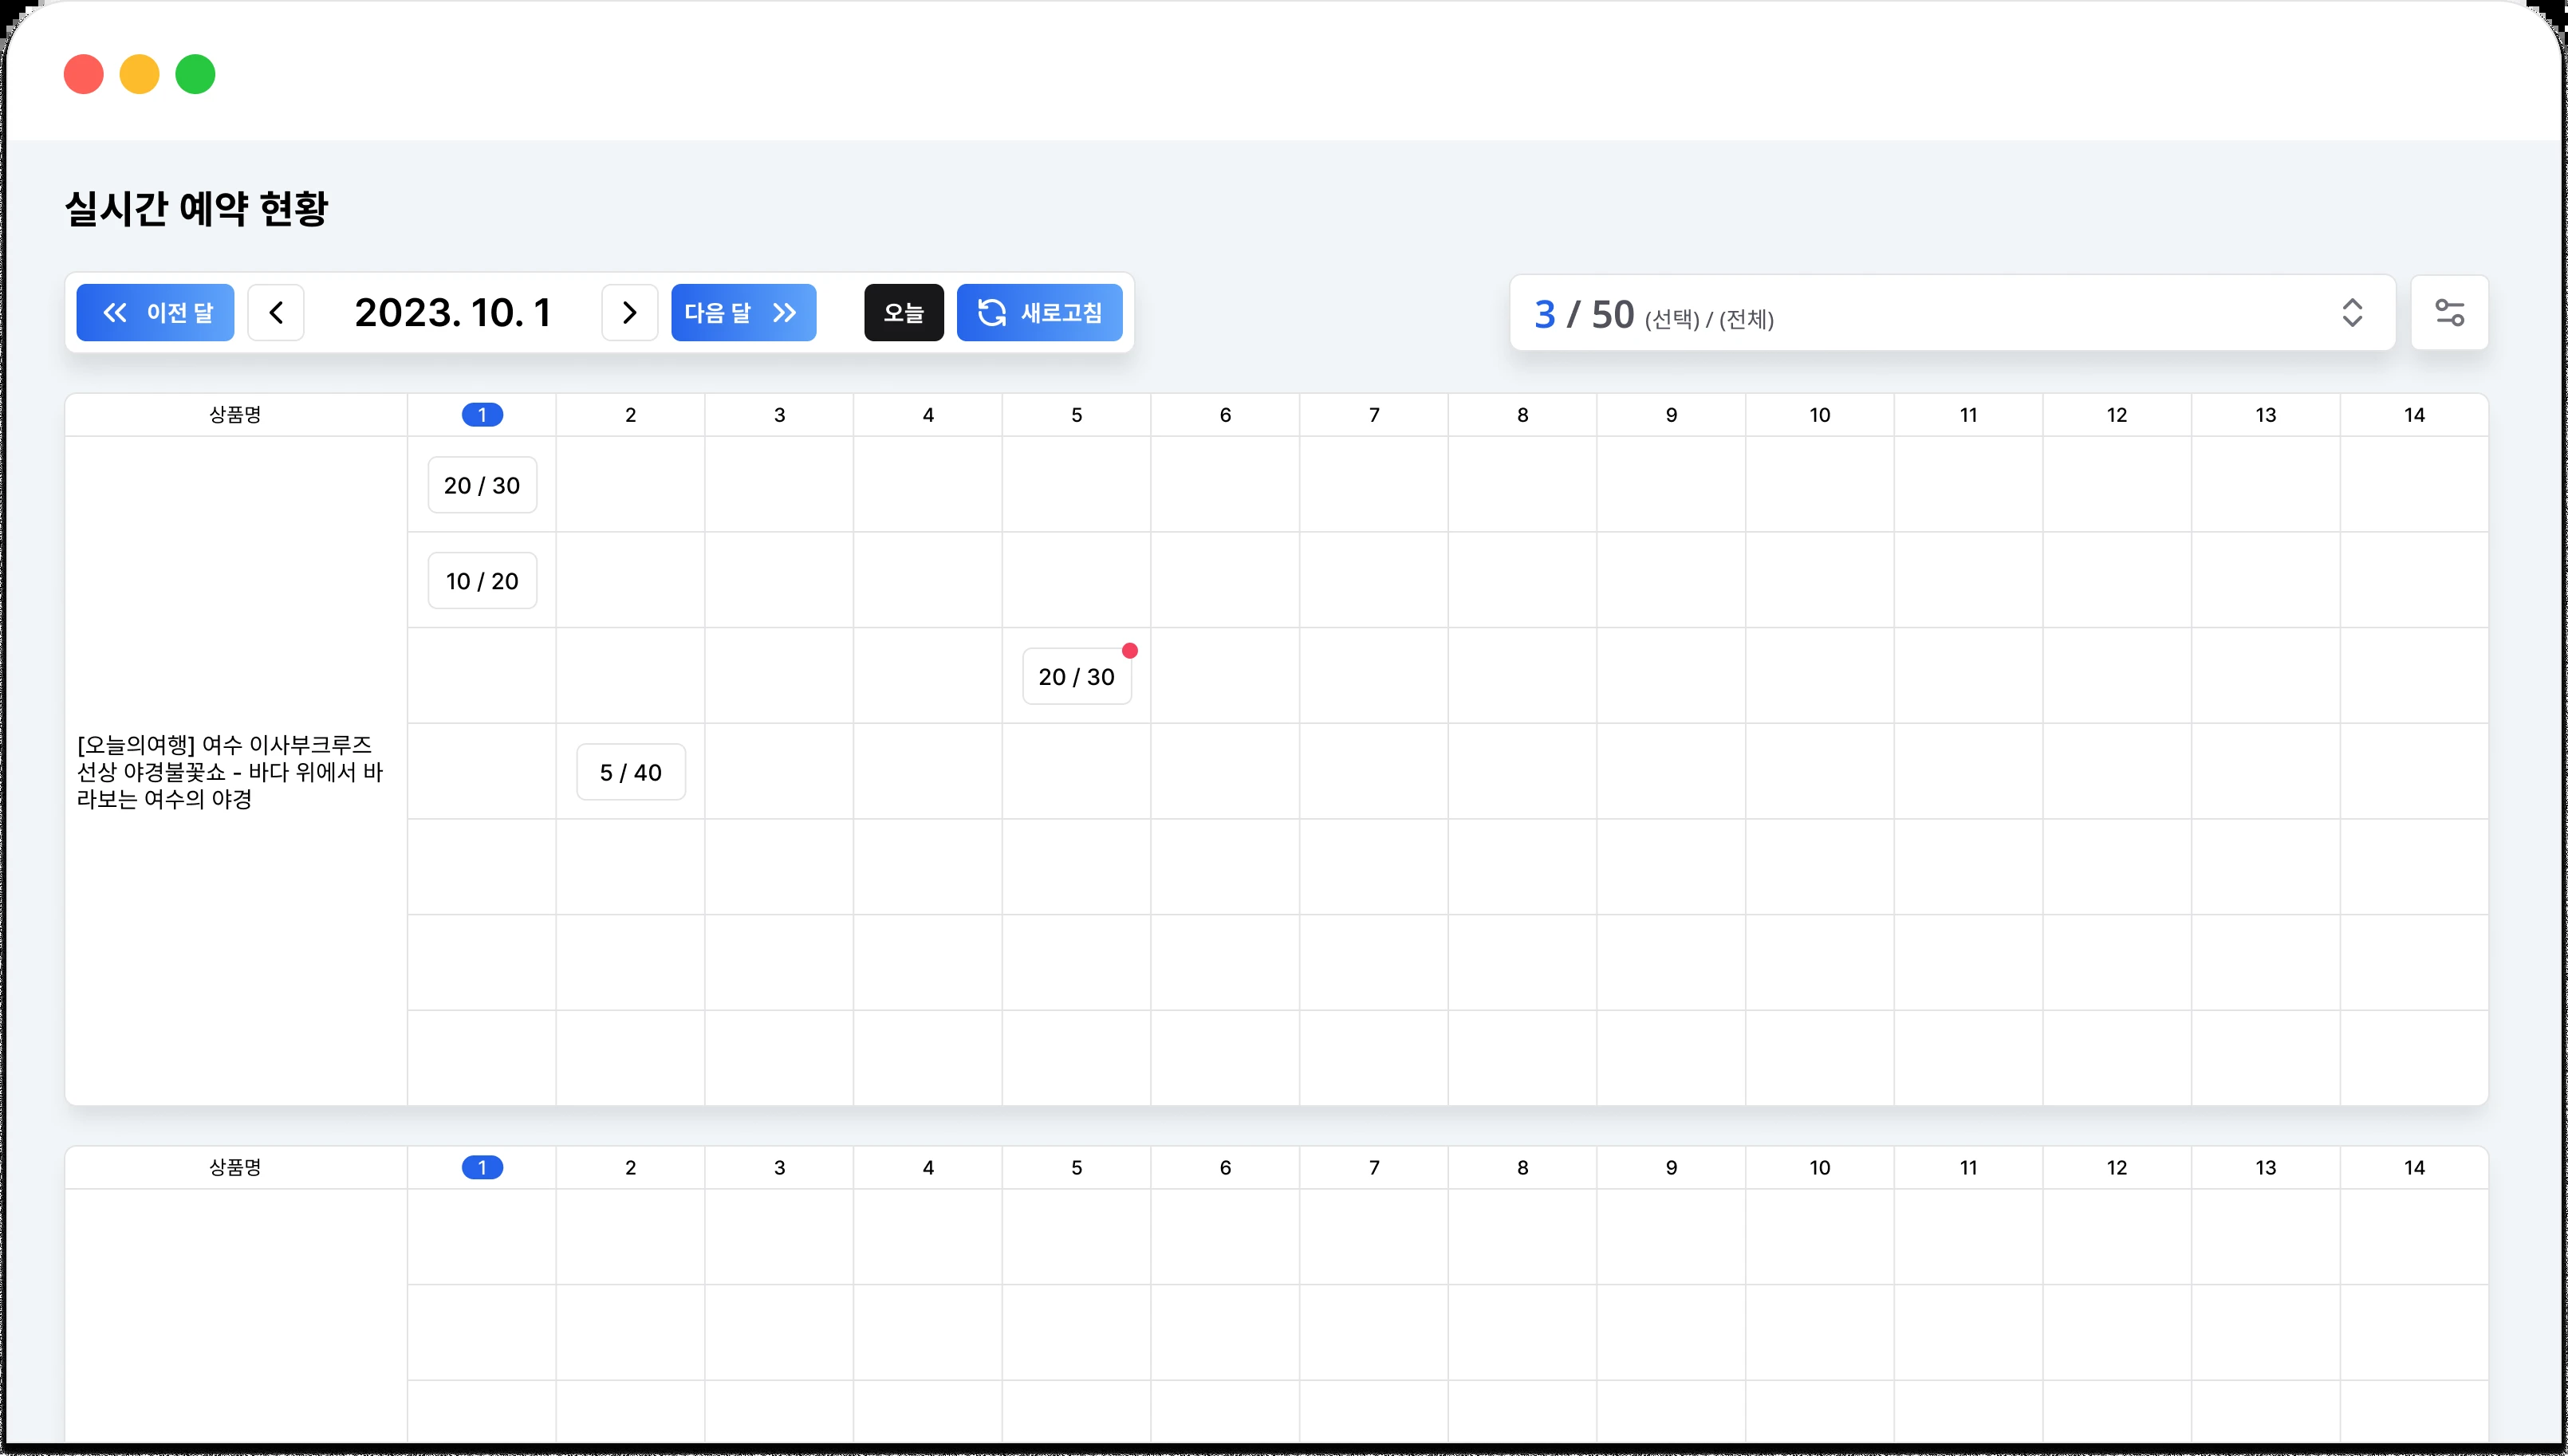 실시간 예약 현황
이전 달 2023. 10. 1 다음 달 오늘 새로고침 3 / 50 (선택) / (전체)
상품명 1 2 3 4 5 6 7 8 9 10 11 12 13 14
20 / 30
10 / 20
20 / 30
[오늘의여행] 여수 이사부크루즈
선상 야경불꽃쇼 - 바다 위에서 바
라보는 여수의 야경
5 / 40
상품명 1 2 3 4 5 6 7 8 9 10 11 12 13 14